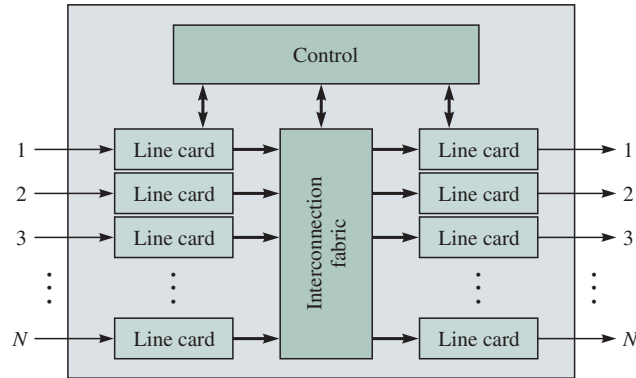 Control
1 Line card Line card 1
2 Line card Line card 2
3 Line card Line card 3
Interconnection
fabric
N Line card Line card N